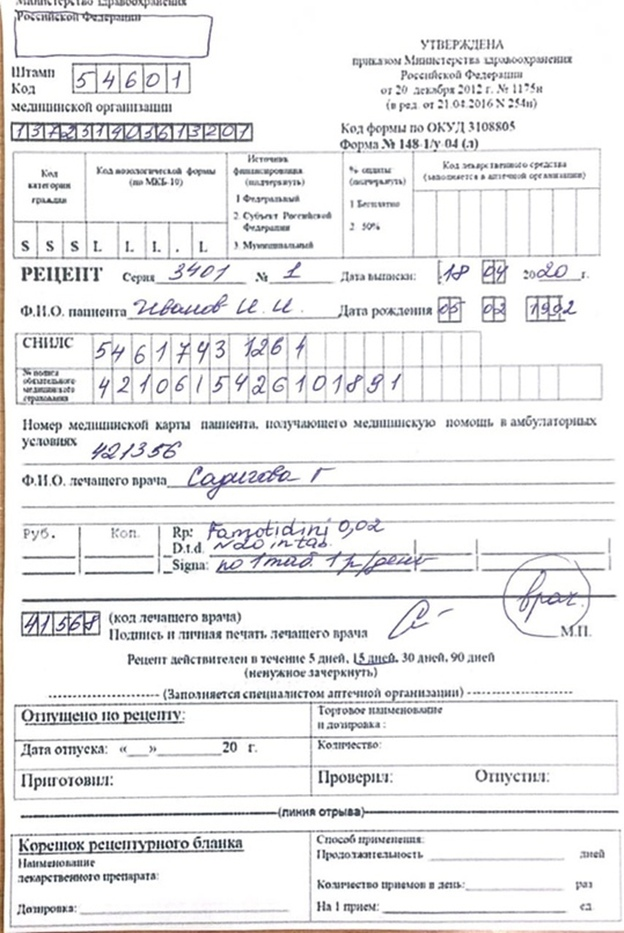 Министерство здравоохранения
Российской Федерации
Штамп
Код 54601
медицинской организации
137251403613201
УТВЕРЖДЕНА
приказом Министерства здравоохранения
Российской Федерации
от 20 декабря 2012 г. № 1175н
(в ред. от 21.04.2016 N 254н)
Код формы по ОКУД 3108805
Форма № 148-1/у-04 (л)
Код категории граждан
Код нозологической формы (по МКБ-10)
Источник финансирования (подчеркнуть)
1 Федеральный
2. Субъект Российской Федерации
3. Муниципальный
% оплаты (подчеркнуть)
1 Бесплатно
2 50%
Код лекарственного средства (заполняется в аптечной организации)
S S S L L L . L
РЕЦЕПТ Серия 3401 № 1 Дата выписки: 18 04 2020 г.
Ф.И.О. пациента Иванов И. И. Дата рождения 05 02 1992
СНИЛС 54617431261
№ полиса обязательного медицинского страхования 4210615426101891
Номер медицинской карты пациента, получающего медицинскую помощь в амбулаторных
условиях 421356
Ф.И.О. лечащего врача Садигова Г
Руб. Коп. Rp: Famotidini 0,02
D.t.d. N20 in tab.
Signa: по 1 таб. 1 р/день
41568 (код лечащего врача)
Подпись и личная печать лечащего врача врач. М.П.
Рецепт действителен в течение 5 дней, 15 дней, 30 дней, 90 дней
(ненужное зачеркнуть)
(Заполняется специалистом аптечной организации)
Отпущено по рецепту:
Торговое наименование
и дозировка :
Дата отпуска: «___»________20 г.
Количество:
Приготовил:
Проверил: Отпустил:
(линия отрыва)
Корешок рецептурного бланка
Наименование
лекарственного препарата:
Дозировка:
Способ применения:
Продолжительность дней
Количество приемов в день: раз
На 1 прием: ед.